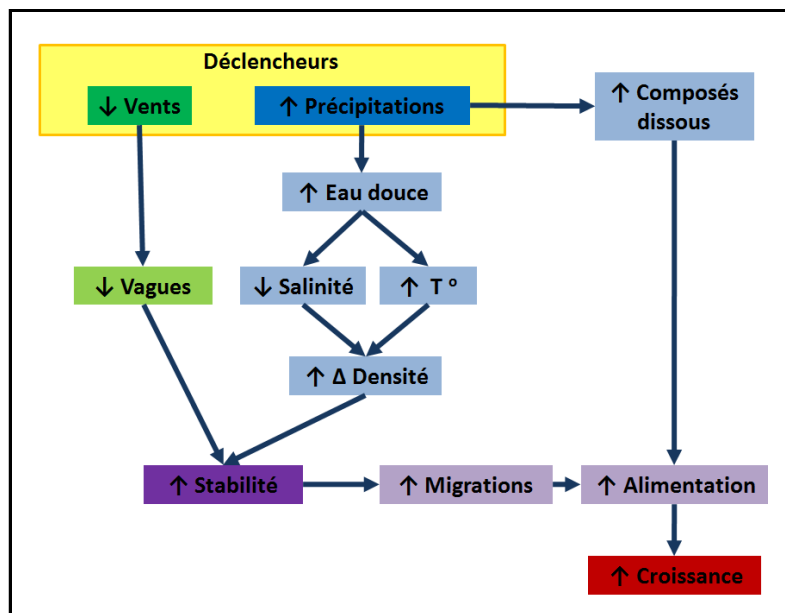 Déclencheurs
↓ Vents
↑ Précipitations
↑ Composés
dissous
↑ Eau douce
↓ Vagues
↓ Salinité
↑ T º
↑ Δ Densité
↑ Stabilité
↑ Migrations
↑ Alimentation
↑ Croissance